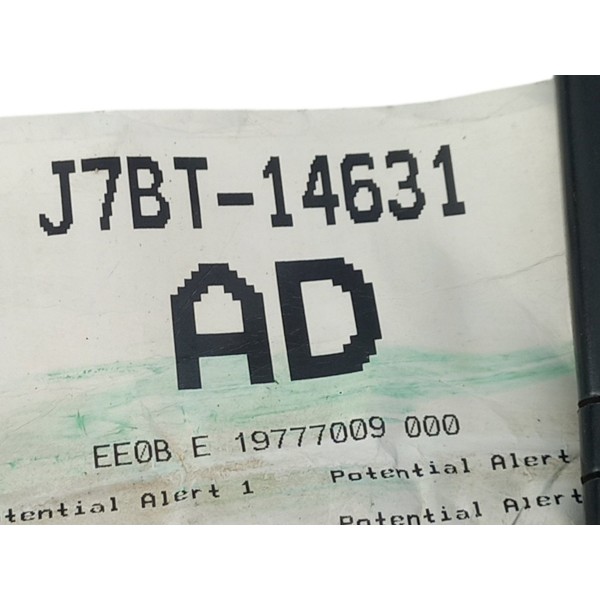 J7BT-14631
AD
EE0B E 19777009 000
tential Alert 1 Potential Alert
Potential Alert